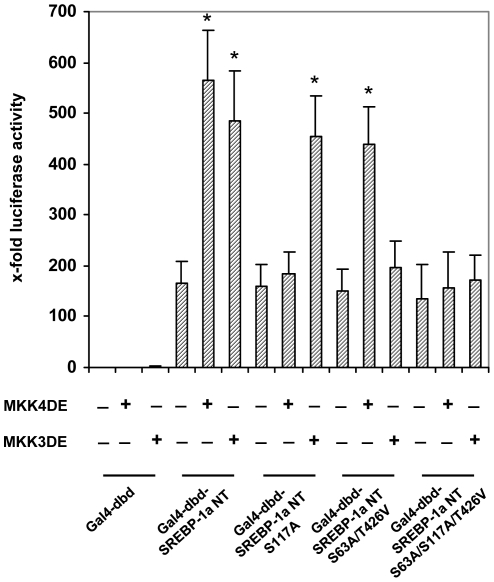 700
600
500
400
300
200
100
0
x-fold luciferase activity
* * * *
MKK4DE – + – – + – – + – – + – – + –
MKK3DE – – + – – + – – + – – + – – +
Gal4-dbd
Gal4-dbd-
SREBP-1a NT
Gal4-dbd-
SREBP-1a NT
S117A
Gal4-dbd-
SREBP-1a NT
S63A/T426V
Gal4-dbd-
SREBP-1a NT
S63A/S117A/T426V